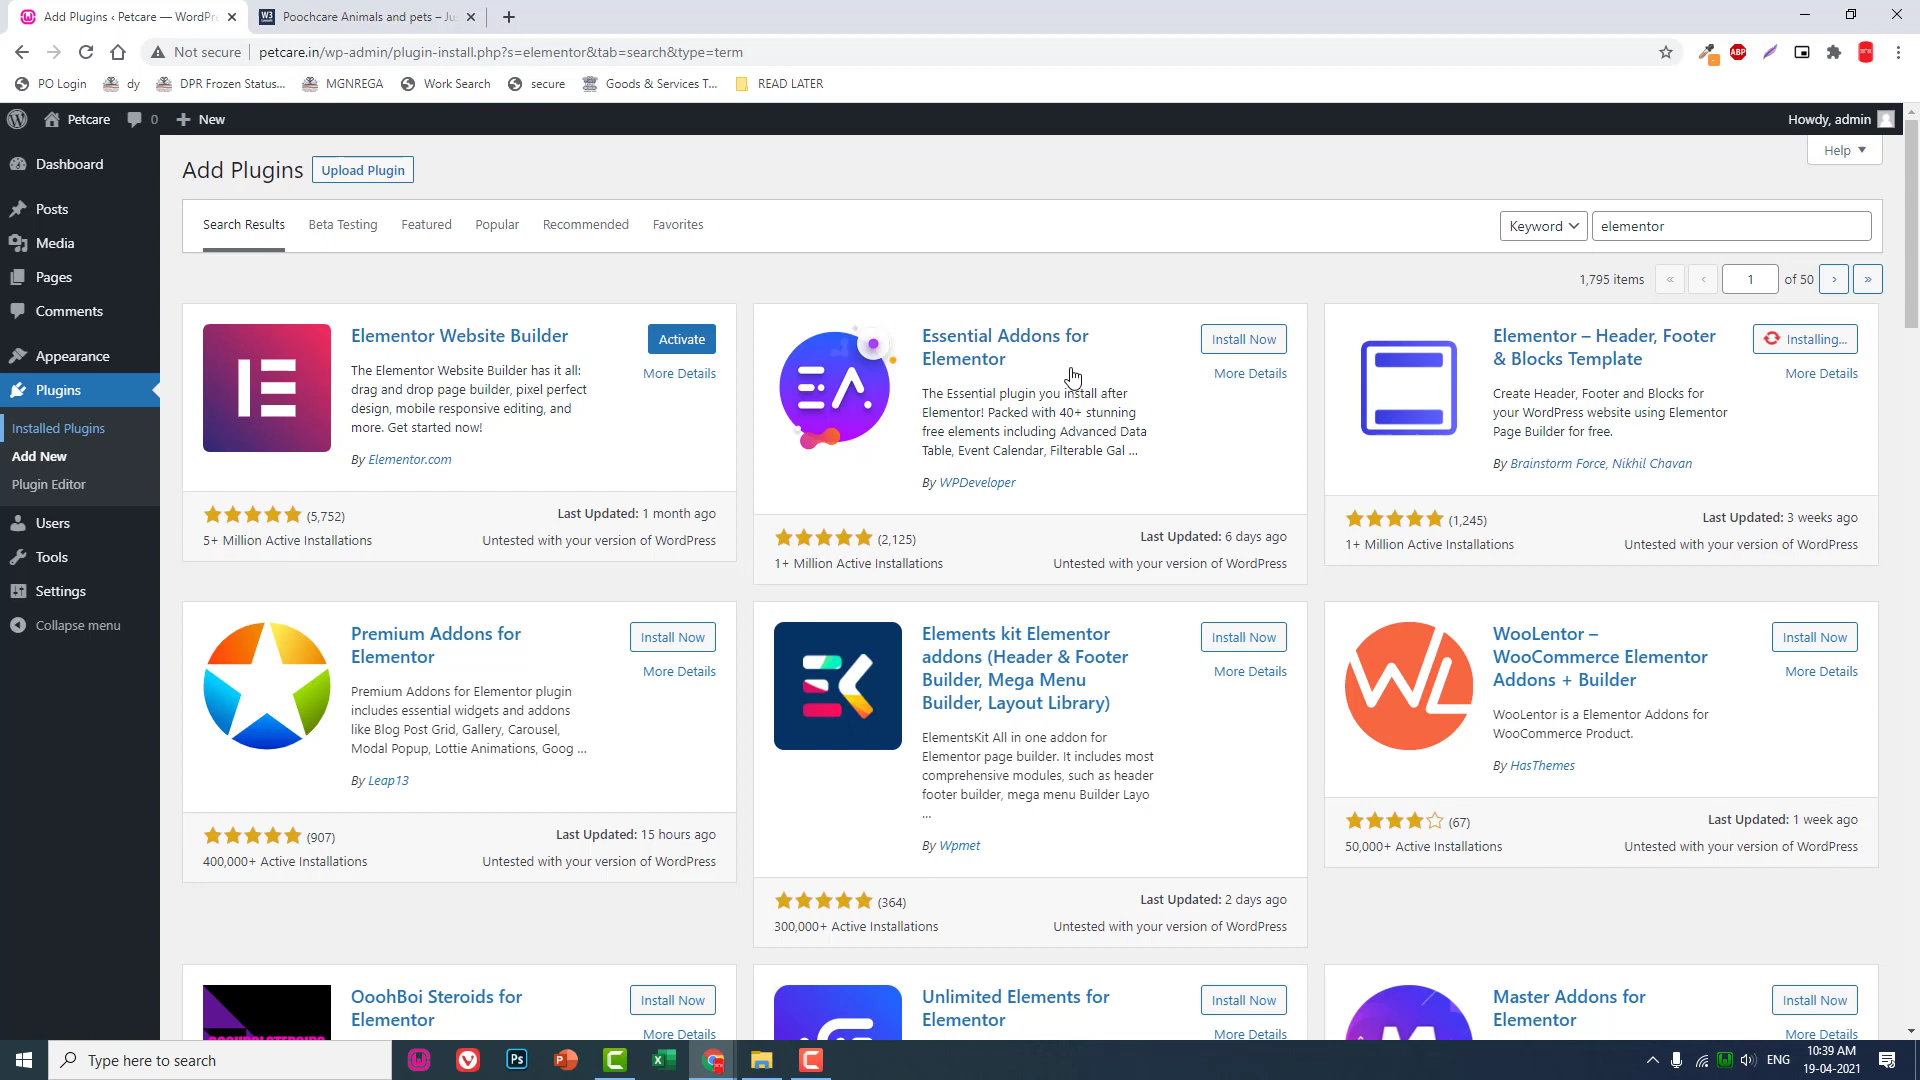 Add Plugins ‹ Petcare — WordPre
Poochcare Animals and pets – Ju
Not secure
petcare.in/wp-admin/plugin-install.php?s=elementor&tab=search&type=term
ABP
PO Login
dy
DPR Frozen Status...
MGNREGA
Work Search
secure
Goods & Services T...
READ LATER
Petcare
0
New
Howdy, admin
Dashboard
Posts
Media
Pages
Comments
Appearance
Plugins
Installed Plugins
Add New
Plugin Editor
Users
Tools
Settings
Collapse menu
Add Plugins
Upload Plugin
Help
Search Results
Beta Testing
Featured
Popular
Recommended
Favorites
Keyword
elementor
1,795 items
«
‹
1
of 50
›
»
Elementor Website Builder
Activate
More Details
The Elementor Website Builder has it all:
drag and drop page builder, pixel perfect
design, mobile responsive editing, and
more. Get started now!
By Elementor.com
(5,752)
5+ Million Active Installations
Last Updated: 1 month ago
Untested with your version of WordPress
Essential Addons for
Elementor
Install Now
More Details
The Essential plugin you install after
Elementor! Packed with 40+ stunning
free elements including Advanced Data
Table, Event Calendar, Filterable Gal ...
By WPDeveloper
(2,125)
1+ Million Active Installations
Last Updated: 6 days ago
Untested with your version of WordPress
Elementor – Header, Footer
& Blocks Template
Installing...
More Details
Create Header, Footer and Blocks for
your WordPress website using Elementor
Page Builder for free.
By Brainstorm Force, Nikhil Chavan
(1,245)
1+ Million Active Installations
Last Updated: 3 weeks ago
Untested with your version of WordPress
Premium Addons for
Elementor
Install Now
More Details
Premium Addons for Elementor plugin
includes essential widgets and addons
like Blog Post Grid, Gallery, Carousel,
Modal Popup, Lottie Animations, Goog ...
By Leap13
(907)
400,000+ Active Installations
Last Updated: 15 hours ago
Untested with your version of WordPress
Elements kit Elementor
addons (Header & Footer
Builder, Mega Menu
Builder, Layout Library)
Install Now
More Details
ElementsKit All in one addon for
Elementor page builder. It includes most
comprehensive modules, such as header
footer builder, mega menu Builder Layo
...
By Wpmet
(364)
300,000+ Active Installations
Last Updated: 2 days ago
Untested with your version of WordPress
WooLentor –
WooCommerce Elementor
Addons + Builder
Install Now
More Details
WooLentor is a Elementor Addons for
WooCommerce Product.
By HasThemes
(67)
50,000+ Active Installations
Last Updated: 1 week ago
Untested with your version of WordPress
OoohBoi Steroids for
Elementor
Install Now
More Details
Unlimited Elements for
Elementor
Install Now
More Details
Master Addons for
Elementor
Install Now
More Details
Type here to search
ENG
10:39 AM
19-04-2021